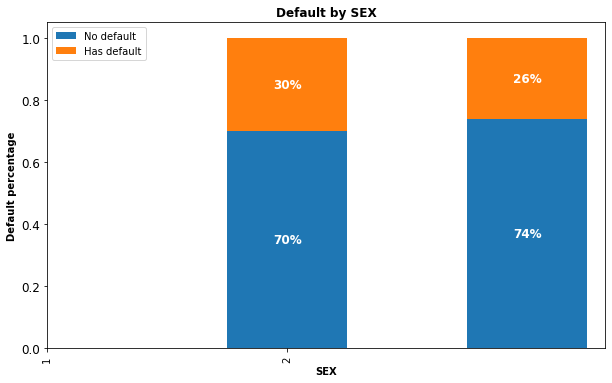 Default by SEX
No default
Has default
Default percentage
1.0
0.8
0.6
0.4
0.2
0.0
30%
26%
70%
74%
1
2
SEX